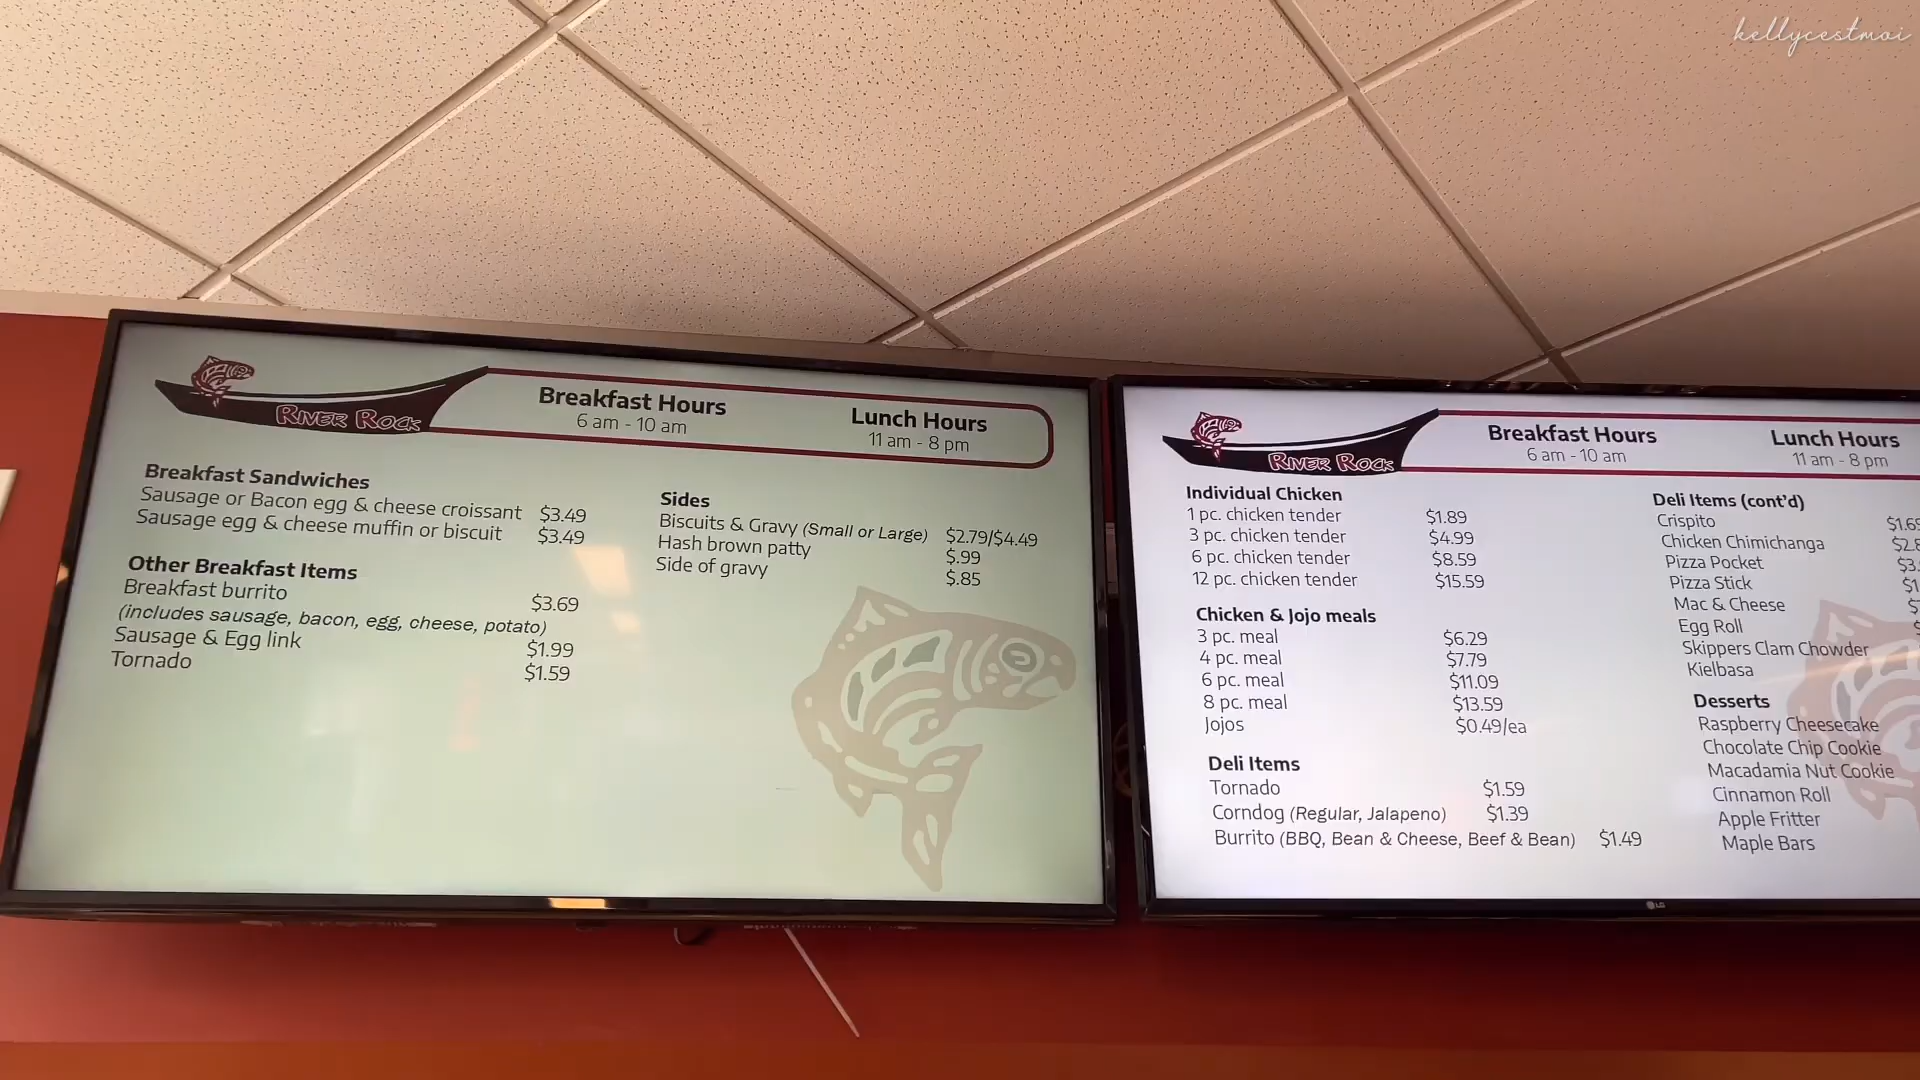 kellycestmoi
RIVER ROCK
Breakfast Hours
6 am - 10 am
Lunch Hours
11 am - 8 pm
Breakfast Sandwiches
Sausage or Bacon egg & cheese croissant $3.49
Sausage egg & cheese muffin or biscuit $3.49
Other Breakfast Items
Breakfast burrito $3.69
(includes sausage, bacon, egg, cheese, potato)
Sausage & Egg link $1.99
Tornado $1.59
Sides
Biscuits & Gravy (Small or Large) $2.79/$4.49
Hash brown patty $.99
Side of gravy $.85
RIVER ROCK
Breakfast Hours
6 am - 10 am
Lunch Hours
11 am - 8 pm
Individual Chicken
1 pc. chicken tender $1.89
3 pc. chicken tender $4.99
6 pc. chicken tender $8.59
12 pc. chicken tender $15.59
Chicken & Jojo meals
3 pc. meal $6.29
4 pc. meal $7.79
6 pc. meal $11.09
8 pc. meal $13.59
Jojos $0.49/ea
Deli Items
Tornado $1.59
Corndog (Regular, Jalapeno) $1.39
Burrito (BBQ, Bean & Cheese, Beef & Bean) $1.49
Deli Items (cont'd)
Crispito
Chicken Chimichanga
Pizza Pocket
Pizza Stick
Mac & Cheese
Egg Roll
Skippers Clam Chowder
Kielbasa
Desserts
Raspberry Cheesecake
Chocolate Chip Cookie
Macadamia Nut Cookie
Cinnamon Roll
Apple Fritter
Maple Bars
LG